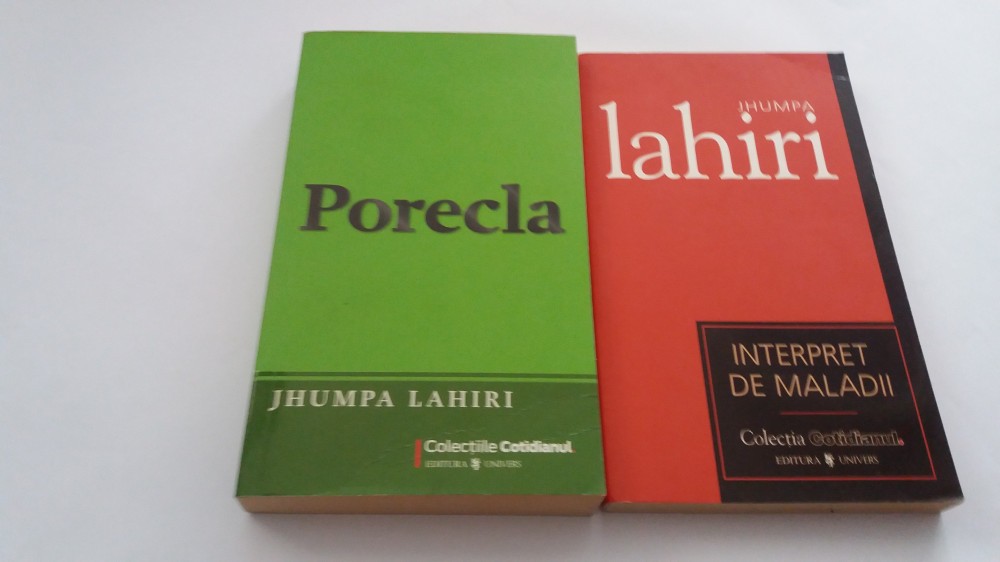 Porecla
JHUMPA LAHIRI
Colecțiile Cotidianul.
EDITURA UNIVERS
JHUMPA
lahiri
INTERPRET
DE MALADII
Colecția Cotidianul.
EDITURA UNIVERS